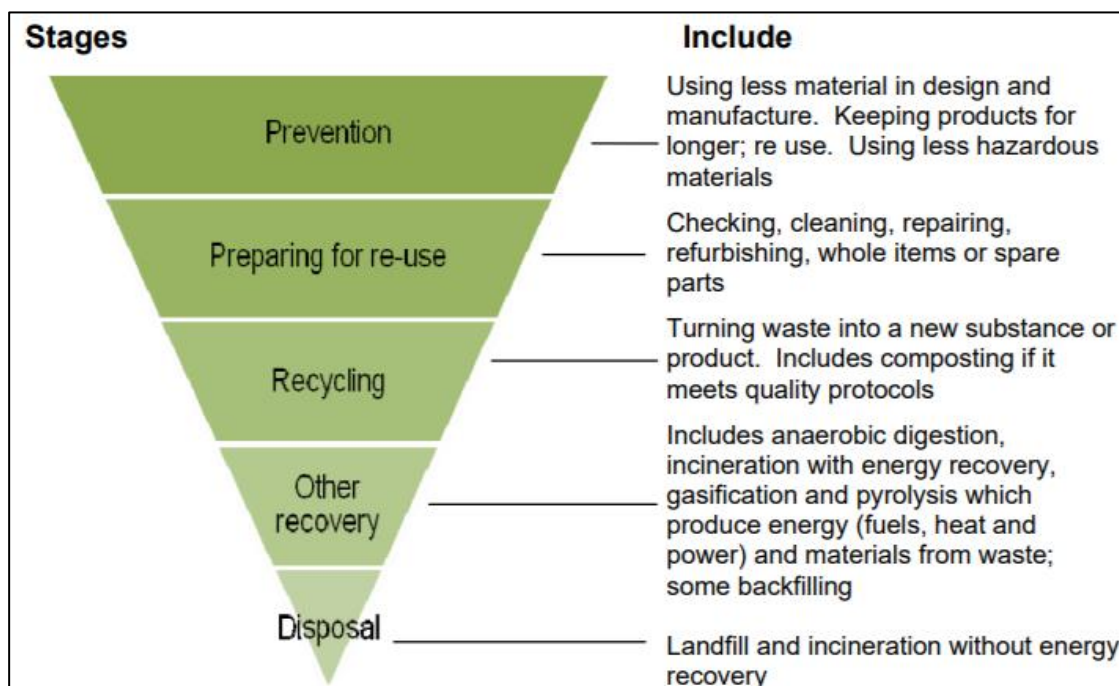 Stages
Include
Prevention
Using less material in design and
manufacture.  Keeping products for
longer; re use.  Using less hazardous
materials
Preparing for re-use
Checking, cleaning, repairing,
refurbishing, whole items or spare
parts
Recycling
Turning waste into a new substance or
product.  Includes composting if it
meets quality protocols
Other
recovery
Includes anaerobic digestion,
incineration with energy recovery,
gasification and pyrolysis which
produce energy (fuels, heat and
power) and materials from waste;
some backfilling
Disposal
Landfill and incineration without energy
recovery